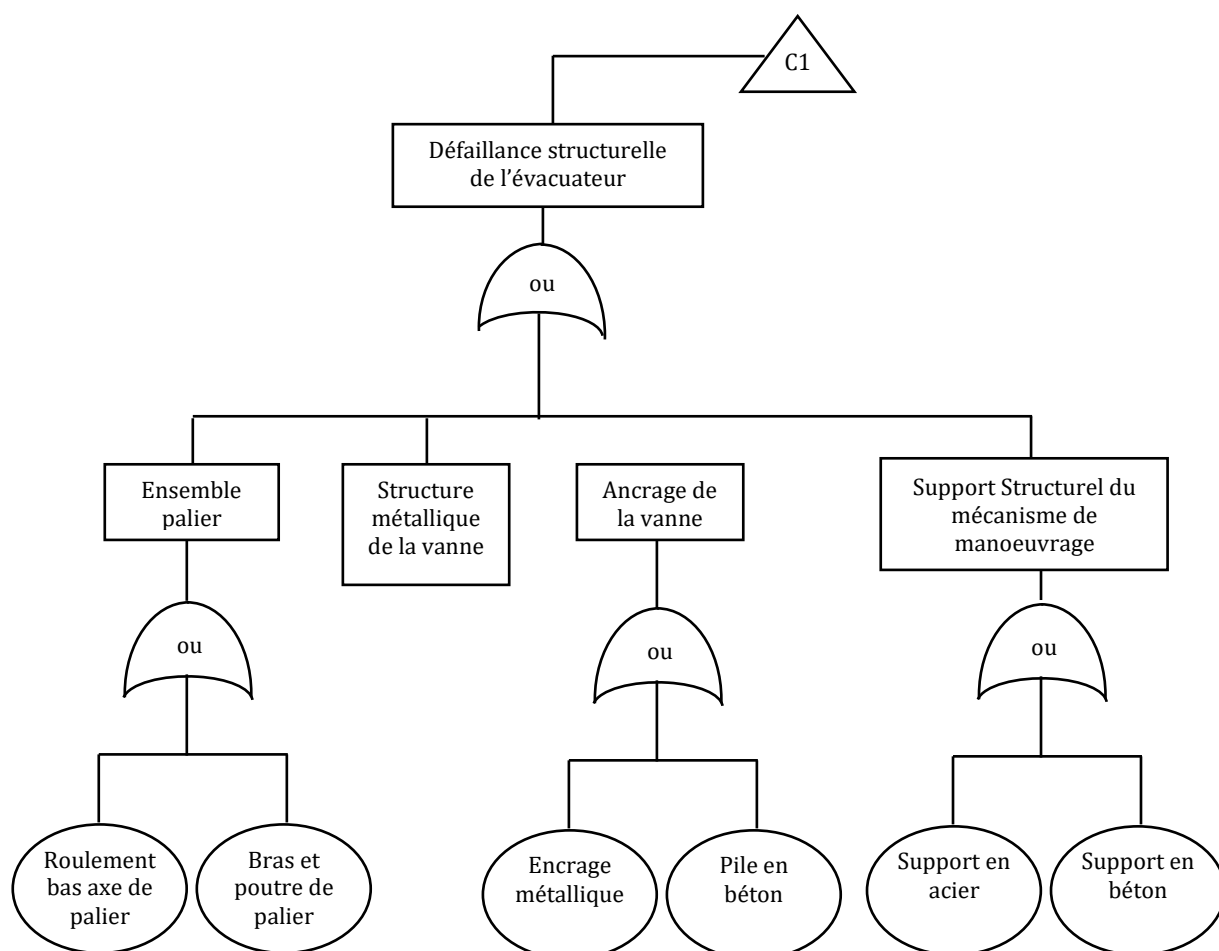 C1
Défaillance structurelle
de l’évacuateur
ou
Ensemble
palier
Structure
métallique
de la vanne
Ancrage de
la vanne
Support Structurel du
mécanisme de
manoeuvrage
ou
ou
ou
Roulement
bas axe de
palier
Bras et
poutre de
palier
Encrage
métallique
Pile en
béton
Support en
acier
Support en
béton